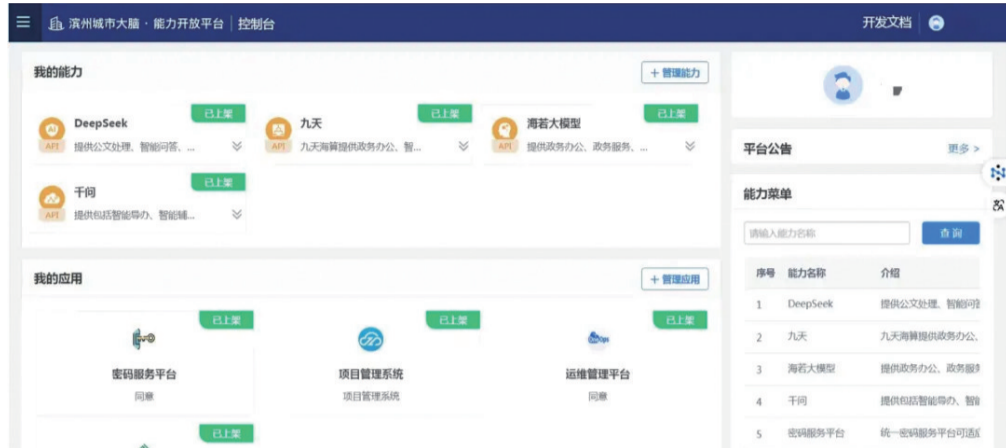 滨州城市大脑·能力开放平台 | 控制台
开发文档
我的能力
+ 管理能力
已上架
DeepSeek
API
提供公文处理、智能问答、...
已上架
九天
API
九天海算提供政务办公、智...
已上架
海若大模型
API
提供政务办公、政务服务、...
已上架
千问
API
提供包括智能导办、智能辅...
我的应用
+ 管理应用
已上架
密码服务平台
同意
已上架
项目管理系统
项目管理系统
已上架
运维管理平台
同意
已上架
平台公告
更多 >
能力菜单
请输入能力名称
查询
序号 能力名称 介绍
1 DeepSeek 提供公文处理、智能问答
2 九天 九天海算提供政务办公、
3 海若大模型 提供政务办公、政务服务
4 千问 提供包括智能导办、智能
5 密码服务平台 统一密码服务平台可适应